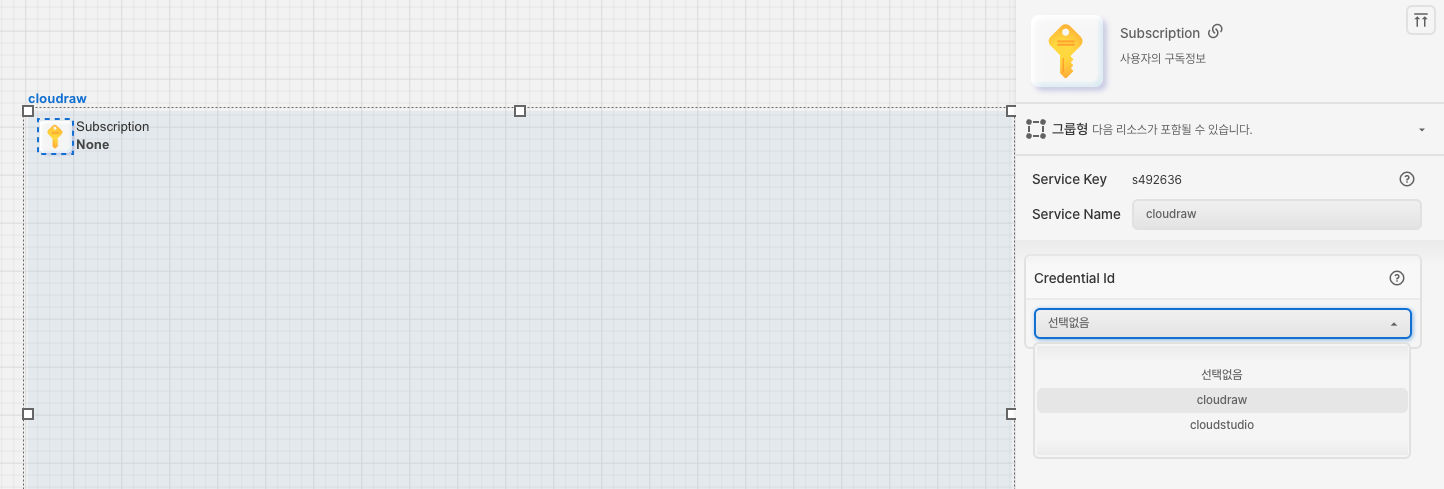 cloudraw
Subscription
None
Subscription
사용자의 구독정보
그룹형 다음 리소스가 포함될 수 있습니다.
Service Key s492636
Service Name cloudraw
Credential Id
선택없음
선택없음
cloudraw
cloudstudio